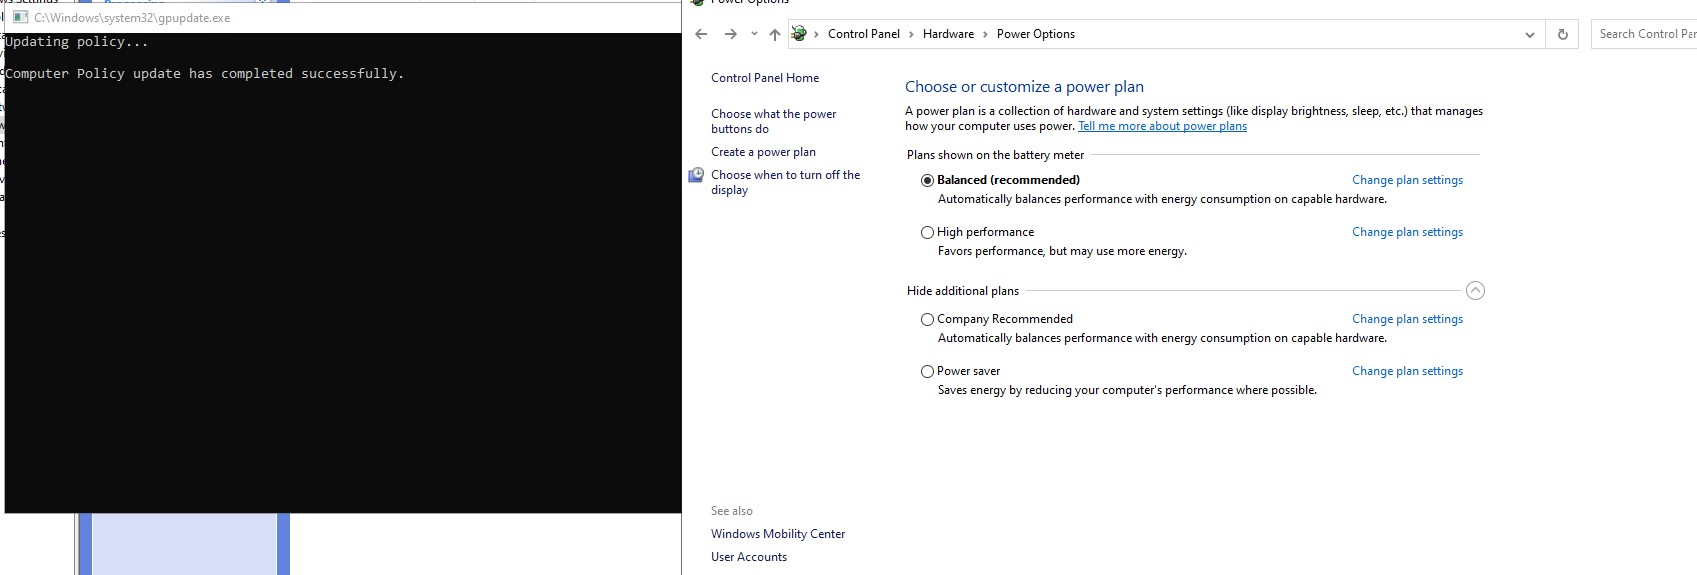 C:\Windows\system32\gpupdate.exe
Updating policy...
Computer Policy update has completed successfully.
Power Options
Control Panel › Hardware › Power Options
Search Control
Control Panel Home
Choose what the power
buttons do
Create a power plan
Choose when to turn off the
display
See also
Windows Mobility Center
User Accounts
Choose or customize a power plan
A power plan is a collection of hardware and system settings (like display brightness, sleep, etc.) that manages
how your computer uses power. Tell me more about power plans
Plans shown on the battery meter
Balanced (recommended) Change plan settings
Automatically balances performance with energy consumption on capable hardware.
High performance Change plan settings
Favors performance, but may use more energy.
Hide additional plans
Company Recommended Change plan settings
Automatically balances performance with energy consumption on capable hardware.
Power saver Change plan settings
Saves energy by reducing your computer's performance where possible.